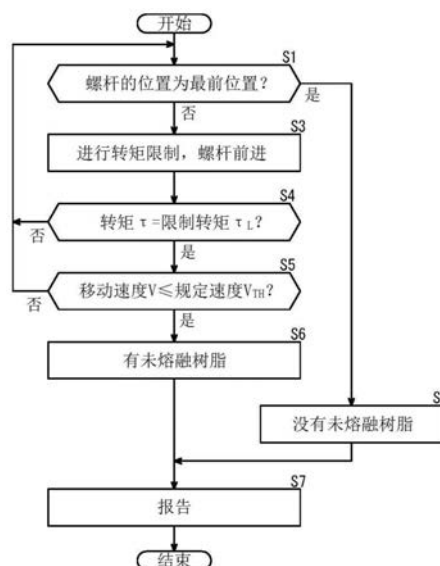 开始
S1
螺杆的位置为最前位置?
是
否
S3
进行转矩限制，螺杆前进
S4
转矩τ=限制转矩τL?
否
是
S5
移动速度V≤规定速度VTH?
否
是
S6
有未熔融树脂
没有未熔融树脂
S7
报告
结束